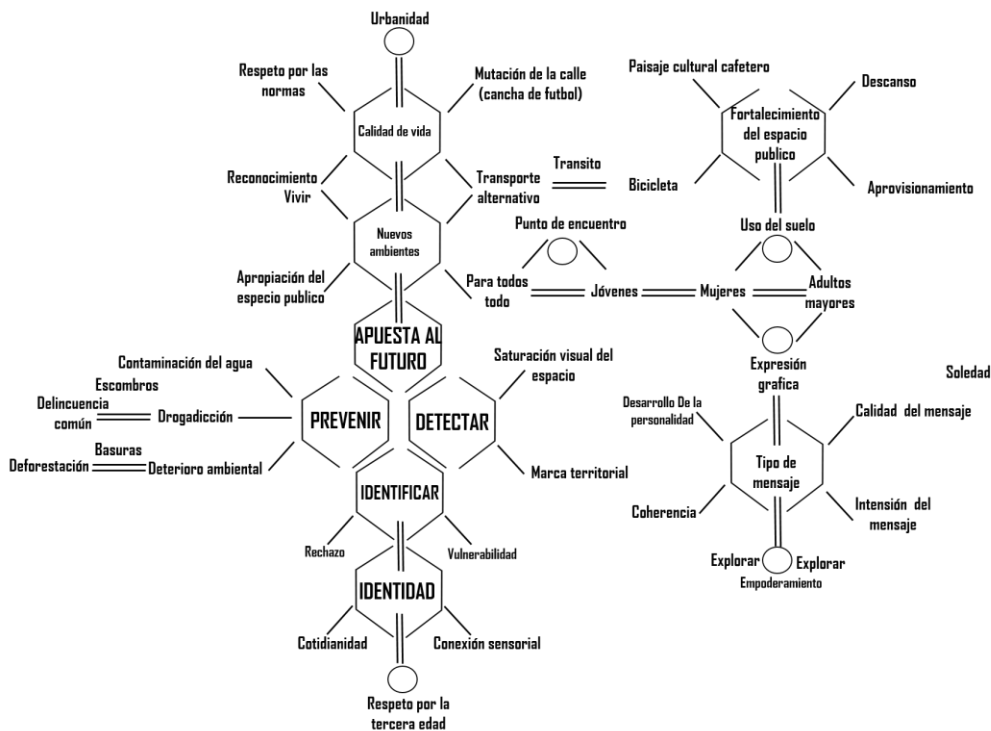 Urbanidad
Respeto por las
normas
Mutación de la calle
(cancha de futbol)
Calidad de vida
Reconocimiento
Vivir
Transporte
alternativo
Transito
Bicicleta
Paisaje cultural cafetero
Descanso
Fortalecimiento
del espacio
publico
Aprovisionamiento
Nuevos
ambientes
Punto de encuentro
Uso del suelo
Apropiación del
especio publico
Para todos
todo
Jóvenes
Mujeres
Adultos
mayores
APUESTA AL
FUTURO
Expresión
grafica
Soledad
Contaminación del agua
Escombros
Delincuencia
común
Drogadicción
Basuras
Deforestación
Deterioro ambiental
PREVENIR
DETECTAR
Saturación visual del
espacio
Marca territorial
Desarrollo De la
personalidad
Calidad del mensaje
Tipo de
mensaje
Coherencia
Intensión del
mensaje
Explorar
Explorar
Empoderamiento
IDENTIFICAR
Rechazo
Vulnerabilidad
IDENTIDAD
Cotidianidad
Conexión sensorial
Respeto por la
tercera edad